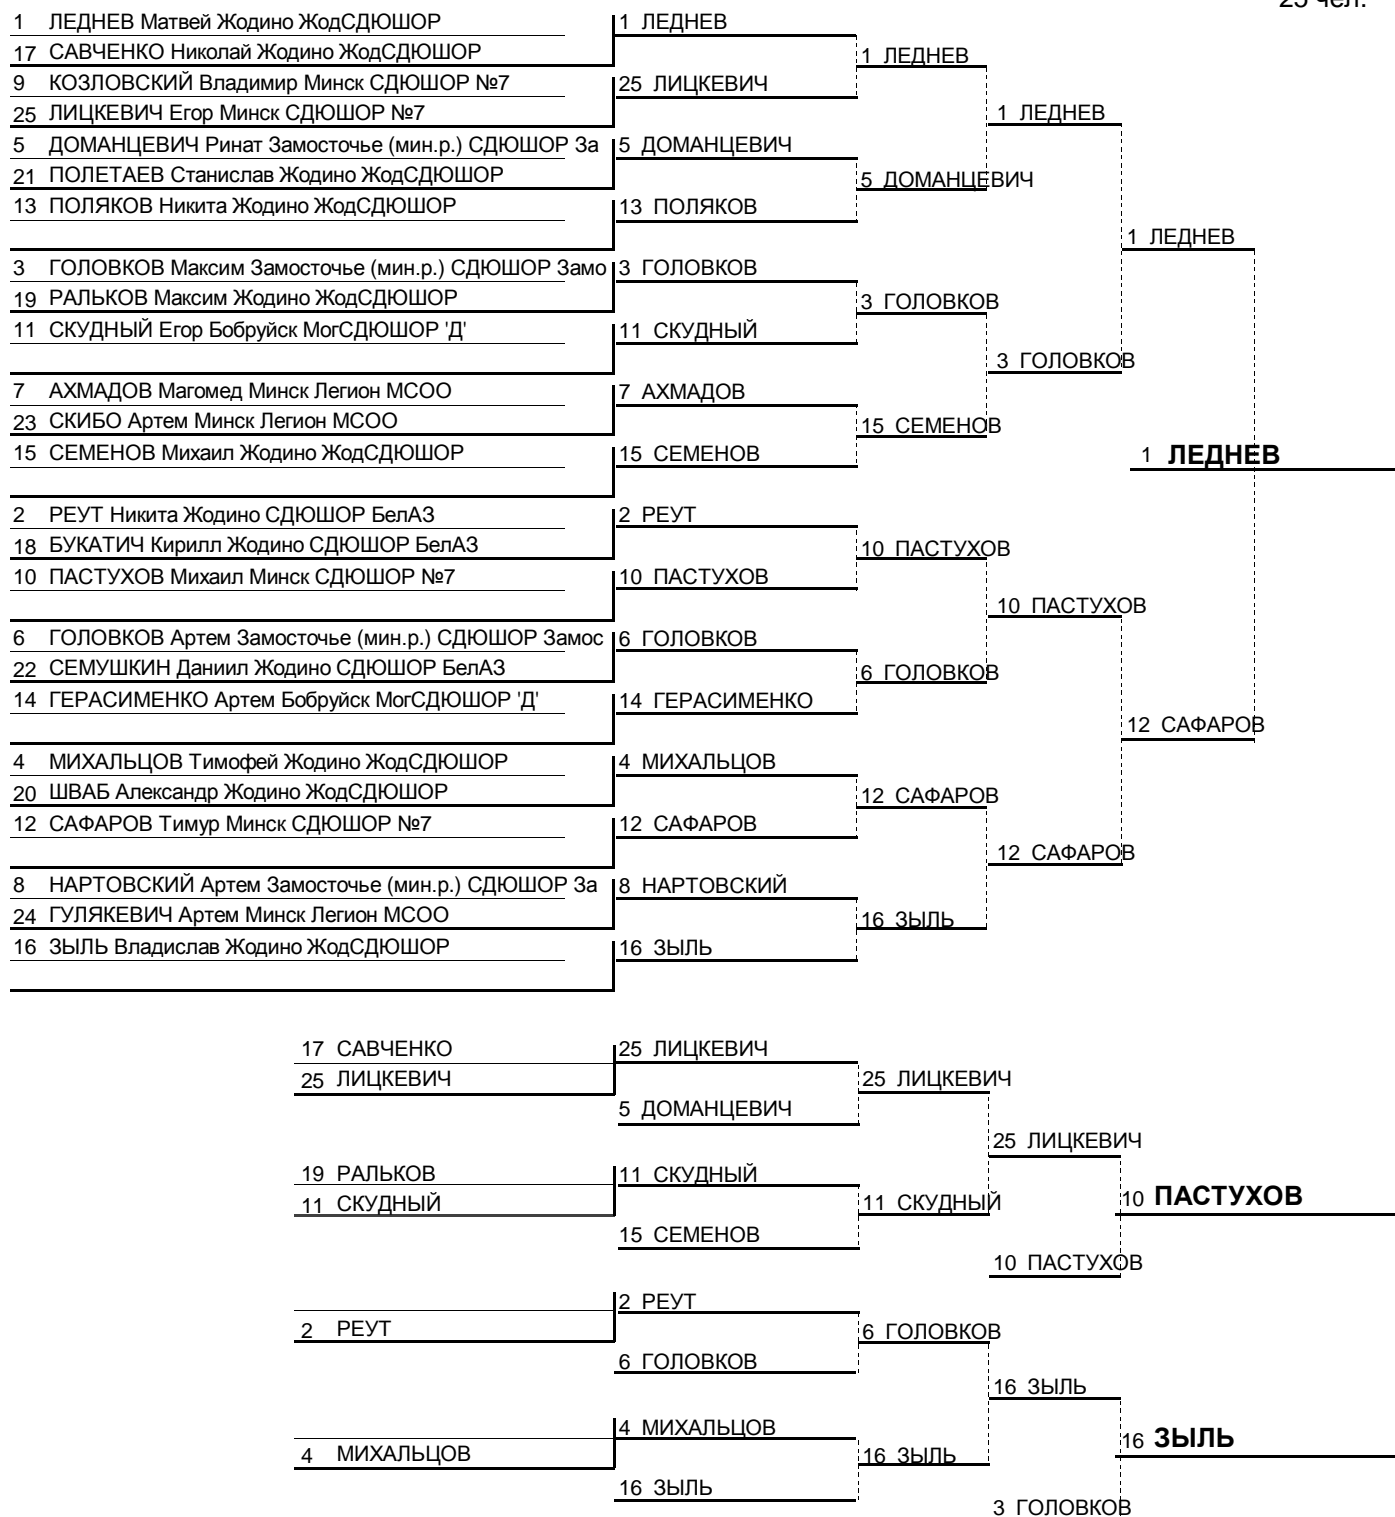 25 чел.
1 ЛЕДНЕВ Матвей Жодино ЖодСДЮШОР
17 САВЧЕНКО Николай Жодино ЖодСДЮШОР
9 КОЗЛОВСКИЙ Владимир Минск СДЮШОР №7
25 ЛИЦКЕВИЧ Егор Минск СДЮШОР №7
5 ДОМАНЦЕВИЧ Ринат Замосточье (мин.р.) СДЮШОР За
21 ПОЛЕТАЕВ Станислав Жодино ЖодСДЮШОР
13 ПОЛЯКОВ Никита Жодино ЖодСДЮШОР
3 ГОЛОВКОВ Максим Замосточье (мин.р.) СДЮШОР Замо
19 РАЛЬКОВ Максим Жодино ЖодСДЮШОР
11 СКУДНЫЙ Егор Бобруйск МогСДЮШОР 'Д'
7 АХМАДОВ Магомед Минск Легион МСОО
23 СКИБО Артем Минск Легион МСОО
15 СЕМЕНОВ Михаил Жодино ЖодСДЮШОР
2 РЕУТ Никита Жодино СДЮШОР БелАЗ
18 БУКАТИЧ Кирилл Жодино СДЮШОР БелАЗ
10 ПАСТУХОВ Михаил Минск СДЮШОР №7
6 ГОЛОВКОВ Артем Замосточье (мин.р.) СДЮШОР Замос
22 СЕМУШКИН Даниил Жодино СДЮШОР БелАЗ
14 ГЕРАСИМЕНКО Артем Бобруйск МогСДЮШОР 'Д'
4 МИХАЛЬЦОВ Тимофей Жодино ЖодСДЮШОР
20 ШВАБ Александр Жодино ЖодСДЮШОР
12 САФАРОВ Тимур Минск СДЮШОР №7
8 НАРТОВСКИЙ Артем Замосточье (мин.р.) СДЮШОР За
24 ГУЛЯКЕВИЧ Артем Минск Легион МСОО
16 ЗЫЛЬ Владислав Жодино ЖодСДЮШОР
1 ЛЕДНЕВ
25 ЛИЦКЕВИЧ
5 ДОМАНЦЕВИЧ
13 ПОЛЯКОВ
3 ГОЛОВКОВ
11 СКУДНЫЙ
7 АХМАДОВ
15 СЕМЕНОВ
2 РЕУТ
10 ПАСТУХОВ
6 ГОЛОВКОВ
14 ГЕРАСИМЕНКО
4 МИХАЛЬЦОВ
12 САФАРОВ
8 НАРТОВСКИЙ
16 ЗЫЛЬ
1 ЛЕДНЕВ
5 ДОМАНЦЕВИЧ
3 ГОЛОВКОВ
15 СЕМЕНОВ
10 ПАСТУХОВ
6 ГОЛОВКОВ
12 САФАРОВ
16 ЗЫЛЬ
1 ЛЕДНЕВ
3 ГОЛОВКОВ
10 ПАСТУХОВ
12 САФАРОВ
1 ЛЕДНЕВ
12 САФАРОВ
1 ЛЕДНЕВ
17 САВЧЕНКО
25 ЛИЦКЕВИЧ
19 РАЛЬКОВ
11 СКУДНЫЙ
2 РЕУТ
4 МИХАЛЬЦОВ
25 ЛИЦКЕВИЧ
5 ДОМАНЦЕВИЧ
11 СКУДНЫЙ
15 СЕМЕНОВ
2 РЕУТ
6 ГОЛОВКОВ
4 МИХАЛЬЦОВ
16 ЗЫЛЬ
25 ЛИЦКЕВИЧ
11 СКУДНЫЙ
6 ГОЛОВКОВ
16 ЗЫЛЬ
25 ЛИЦКЕВИЧ
10 ПАСТУХОВ
16 ЗЫЛЬ
3 ГОЛОВКОВ
10 ПАСТУХОВ
16 ЗЫЛЬ